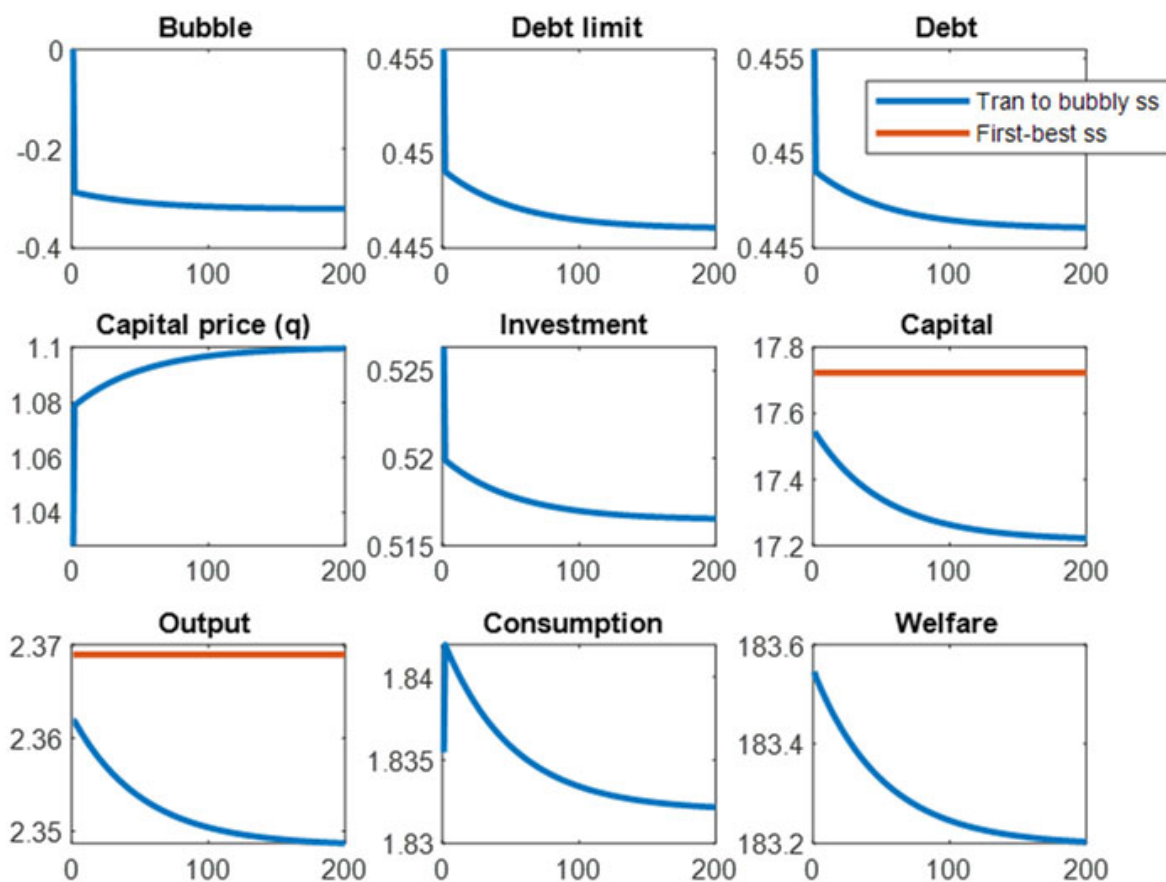 Bubble
0
-0.2
-0.4
0 100 200
Debt limit
0.455
0.45
0.445
0 100 200
Debt
0.455
0.45
0.445
0 100 200
Tran to bubbly ss
First-best ss
Capital price (q)
1.1
1.08
1.06
1.04
0 100 200
Investment
0.525
0.52
0.515
0 100 200
Capital
17.8
17.6
17.4
17.2
0 100 200
Output
2.37
2.36
2.35
0 100 200
Consumption
1.84
1.835
1.83
0 100 200
Welfare
183.6
183.4
183.2
0 100 200